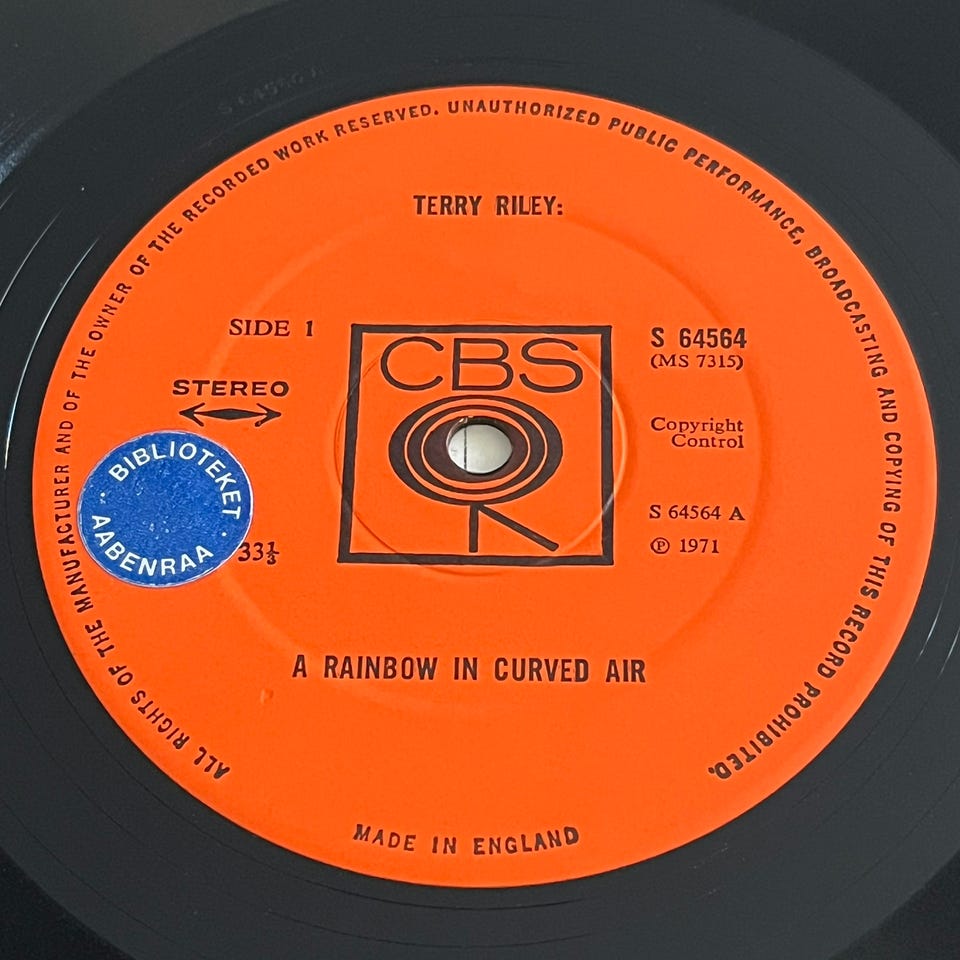 ALL RIGHTS OF THE MANUFACTURER AND OF THE OWNER OF THE RECORDED WORK RESERVED. UNAUTHORIZED PUBLIC PERFORMANCE, BROADCASTING AND COPYING OF THIS RECORD PROHIBITED.
TERRY RILEY:
SIDE 1
STEREO
CBS
S 64564
(MS 7315)
Copyright
Control
S 64564 A
℗ 1971
· BIBLIOTEKET ·
AABENRAA
33⅓
A RAINBOW IN CURVED AIR
MADE IN ENGLAND